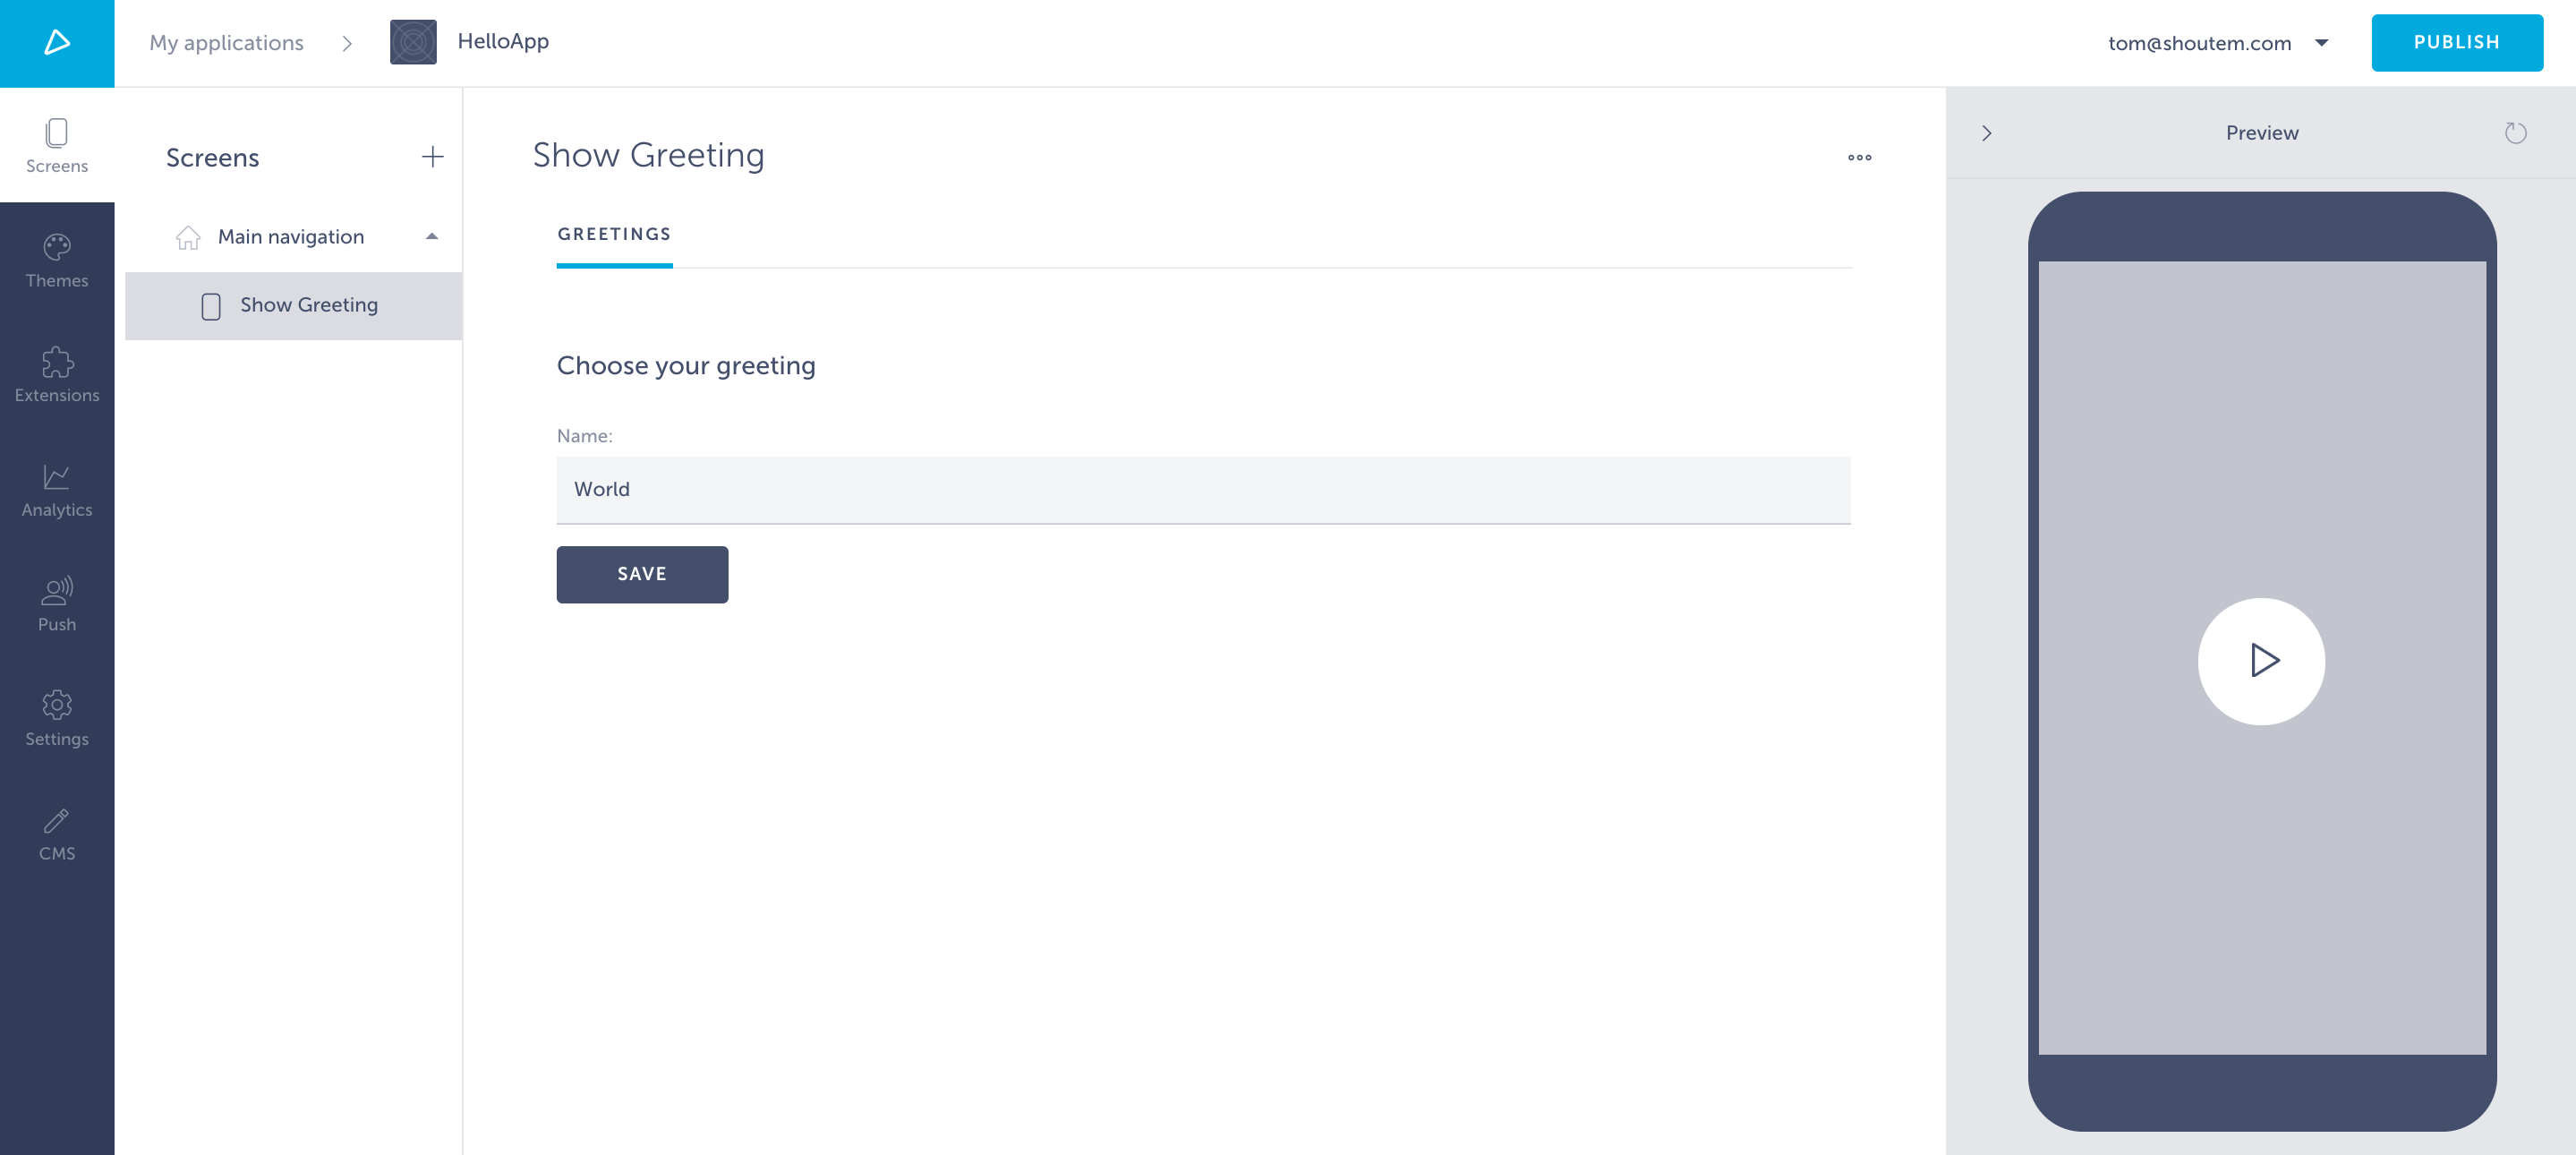 My applications
HelloApp
tom@shoutem.com
PUBLISH
Screens
Themes
Extensions
Analytics
Push
Settings
CMS
Screens
Main navigation
Show Greeting
Show Greeting
GREETINGS
Choose your greeting
Name:
World
SAVE
Preview